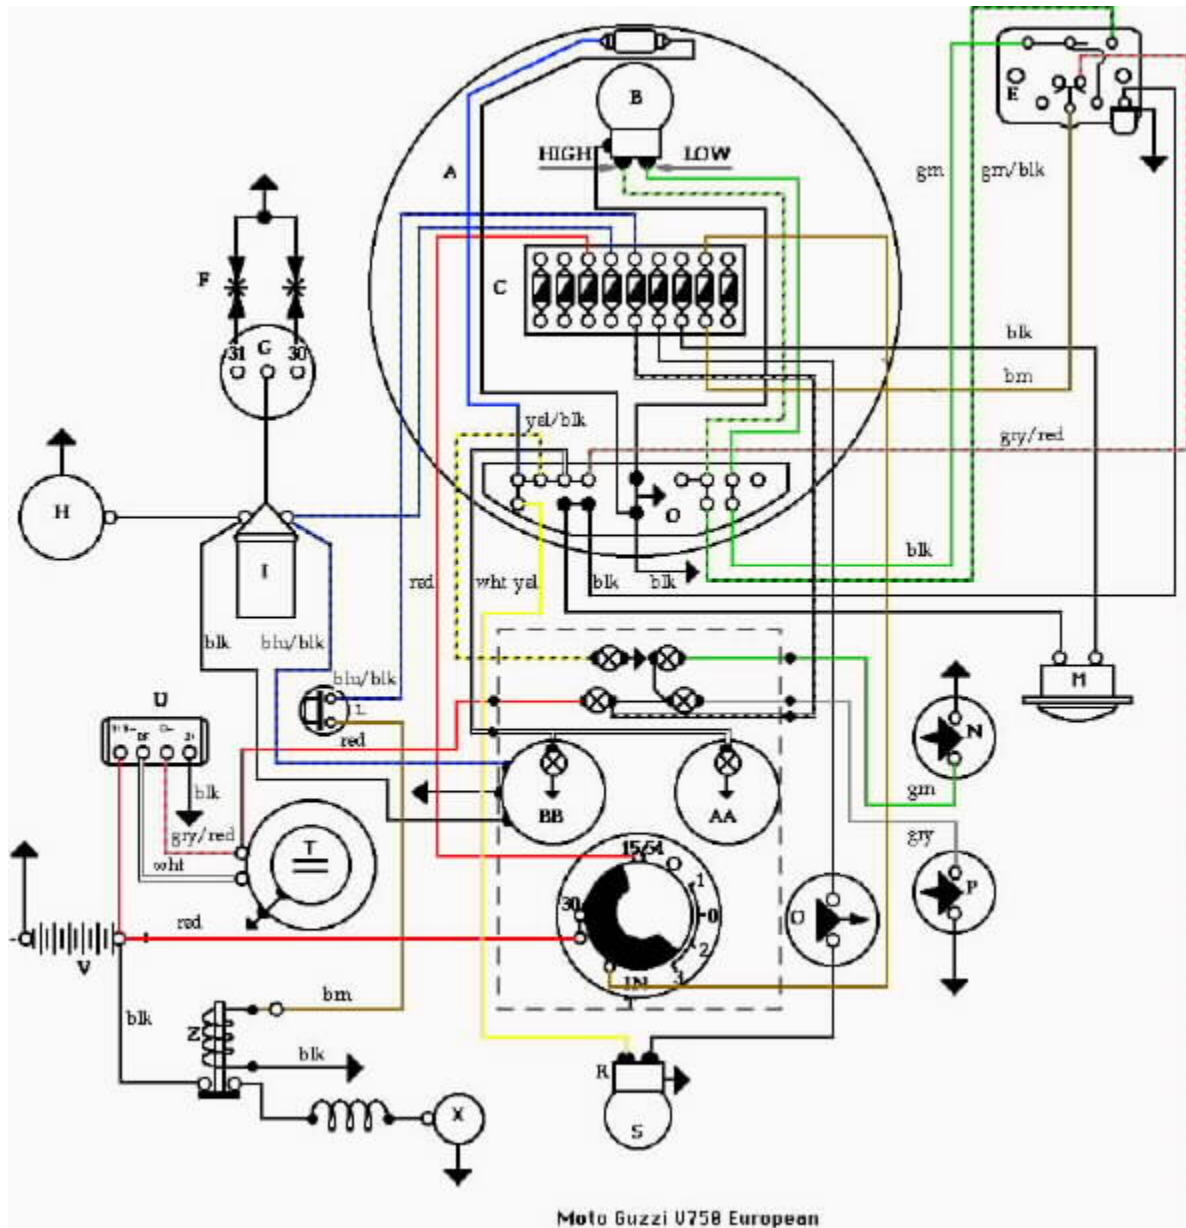 B
HIGH LOW
A
E
grn grn/blk
F
C
31 G 30
blk
brn
yel/blk
gry/red
H
O
I
red wht yel blk blk
blk
blk blu/blk
blu/blk
L
M
U
red
N
blk
BB AA
grn
gry/red
T
wht
gry
15/54
1
30 0
P
red
2
V
3
IN
brn
blk
Z
blk
R
X
S
Moto Guzzi V750 European